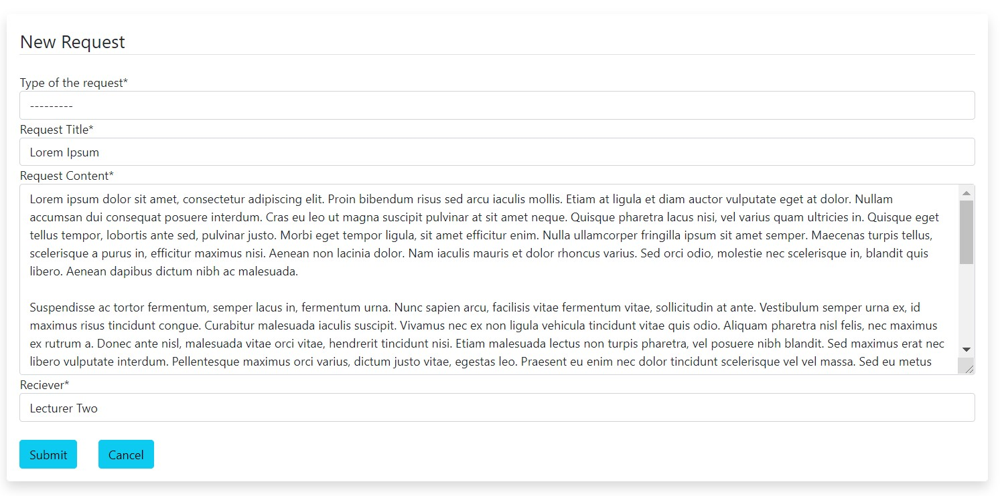 New Request
Type of the request*
---------
Request Title*
Lorem Ipsum
Request Content*
Lorem ipsum dolor sit amet, consectetur adipiscing elit. Proin bibendum risus sed arcu iaculis mollis. Etiam at ligula et diam auctor vulputate eget at dolor. Nullam
accumsan dui consequat posuere interdum. Cras eu leo ut magna suscipit pulvinar at sit amet neque. Quisque pharetra lacus nisi, vel varius quam ultricies in. Quisque eget
tellus tempor, lobortis ante sed, pulvinar justo. Morbi eget tempor ligula, sit amet efficitur enim. Nulla ullamcorper fringilla ipsum sit amet semper. Maecenas turpis tellus,
scelerisque a purus in, efficitur maximus nisi. Aenean non lacinia dolor. Nam iaculis mauris et dolor rhoncus varius. Sed orci odio, molestie nec scelerisque in, blandit quis
libero. Aenean dapibus dictum nibh ac malesuada.
Suspendisse ac tortor fermentum, semper lacus in, fermentum urna. Nunc sapien arcu, facilisis vitae fermentum vitae, sollicitudin at ante. Vestibulum semper urna ex, id
maximus risus tincidunt congue. Curabitur malesuada iaculis suscipit. Vivamus nec ex non ligula vehicula tincidunt vitae quis odio. Aliquam pharetra nisl felis, nec maximus
ex rutrum a. Donec ante nisl, malesuada vitae orci vitae, hendrerit tincidunt nisi. Etiam malesuada lectus non turpis pharetra, vel posuere nibh blandit. Sed maximus erat nec
libero vulputate interdum. Pellentesque maximus orci varius, dictum justo vitae, egestas leo. Praesent eu enim nec dolor tincidunt scelerisque vel vel massa. Sed eu metus
Reciever*
Lecturer Two
Submit
Cancel